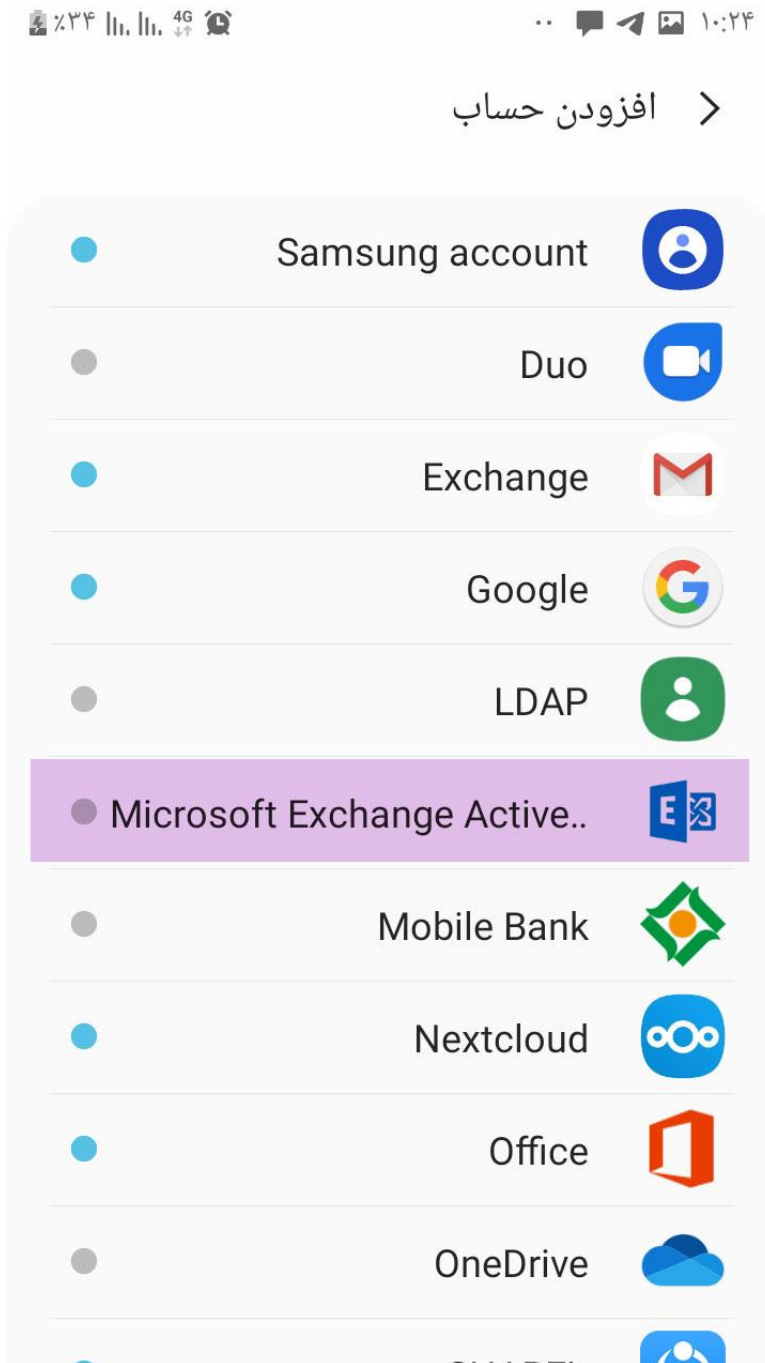 ۱۰:۲۴ 4G ٪۳۴
افزودن حساب
Samsung account
Duo
Exchange
Google
LDAP
Microsoft Exchange Active..
Mobile Bank
Nextcloud
Office
OneDrive